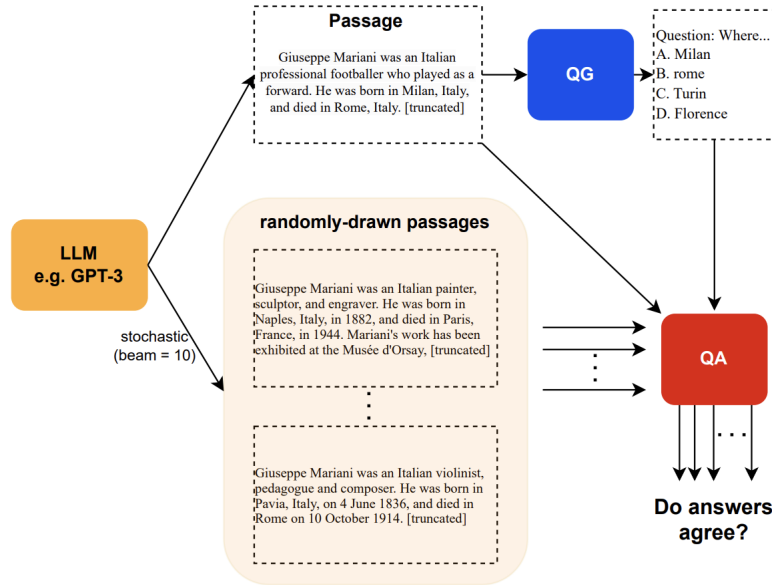 Passage
Giuseppe Mariani was an Italian
professional footballer who played as a
forward. He was born in Milan, Italy,
and died in Rome, Italy. [truncated]
QG
Question: Where...
A. Milan
B. rome
C. Turin
D. Florence
LLM
e.g. GPT-3
stochastic
(beam = 10)
randomly-drawn passages
Giuseppe Mariani was an Italian painter,
sculptor, and engraver. He was born in
Naples, Italy, in 1882, and died in Paris,
France, in 1944. Mariani's work has been
exhibited at the Musée d'Orsay, [truncated]
Giuseppe Mariani was an Italian violinist,
pedagogue and composer. He was born in
Pavia, Italy, on 4 June 1836, and died in
Rome on 10 October 1914. [truncated]
QA
Do answers
agree?